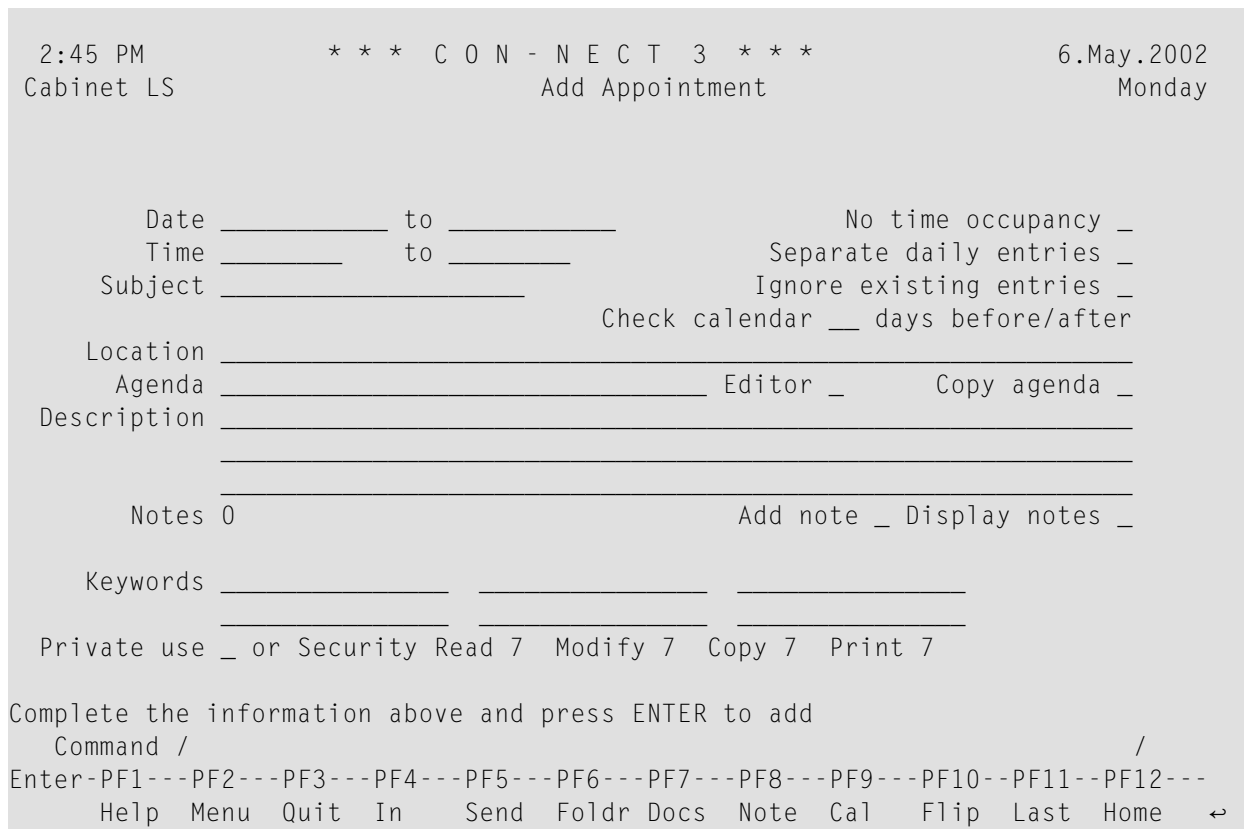 2:45 PM * * * C O N - N E C T 3 * * * 6.May.2002
Cabinet LS Add Appointment Monday
Date ___________ to ___________ No time occupancy _
Time ________ to ________ Separate daily entries _
Subject ____________________ Ignore existing entries _
Check calendar __ days before/after
Location ____________________________________________________________
Agenda ________________________________ Editor _ Copy agenda _
Description ____________________________________________________________
____________________________________________________________
____________________________________________________________
Notes 0 Add note _ Display notes _
Keywords _______________ _______________ _______________
_______________ _______________ _______________
Private use _ or Security Read 7 Modify 7 Copy 7 Print 7
Complete the information above and press ENTER to add
Command / /
Enter-PF1---PF2---PF3---PF4---PF5---PF6---PF7---PF8---PF9---PF10--PF11--PF12---
Help Menu Quit In Send Foldr Docs Note Cal Flip Last Home ↩